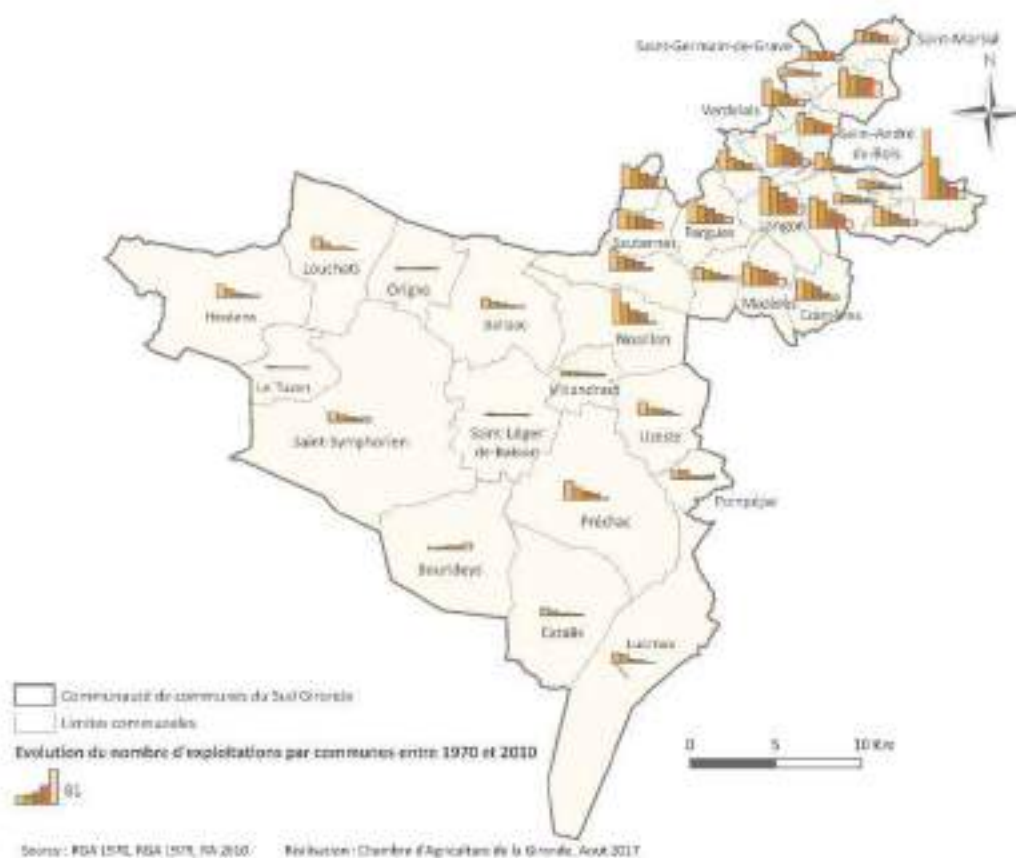 Saint-Germain-de-Grave
Saint-Martial
N
Verdelais
Saint-André
du-Bois
Sauternes
Fargues
Langon
Louchats
Origne
Hostens
Balizac
Mazères
Coimères
Noaillan
Le Tuzan
Villandraut
Saint-Symphorien
Saint-Léger
de-Balson
Uzeste
Pompéjac
Préchac
Bourideys
Cazalis
Lucmau
Communauté de communes du Sud Gironde
Limites communales
Evolution du nombre d'exploitations par communes entre 1970 et 2010
0 5 10 Km
Source : RGA 1970, RGA 1979, RA 2010
Réalisation : Chambre d'Agriculture de la Gironde, Aout 2017